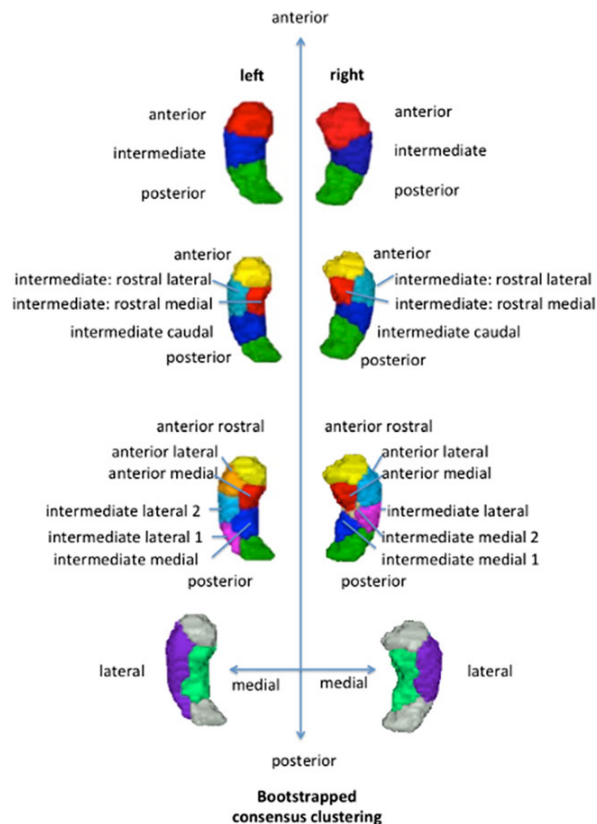 anterior
left
right
anterior
anterior
intermediate
intermediate
posterior
posterior
anterior
anterior
intermediate: rostral lateral
intermediate: rostral lateral
intermediate: rostral medial
intermediate: rostral medial
intermediate caudal
intermediate caudal
posterior
posterior
anterior rostral
anterior rostral
anterior lateral
anterior lateral
anterior medial
anterior medial
intermediate lateral 2
intermediate lateral
intermediate lateral 1
intermediate medial 2
intermediate medial
intermediate medial 1
posterior
posterior
lateral
medial
medial
lateral
posterior
Bootstrapped
consensus clustering